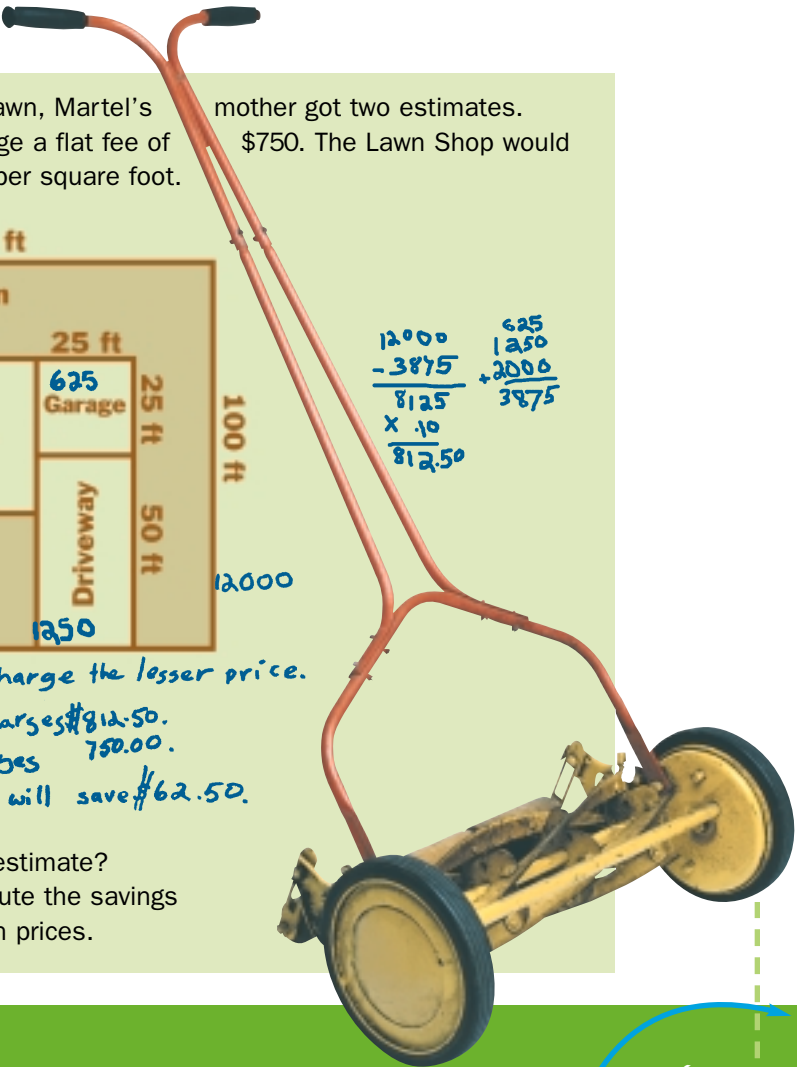 awn, Martel's mother got two estimates.
ge a flat fee of $750. The Lawn Shop would
per square foot.
ft
25 ft
625
Garage
25 ft
100 ft
50 ft
Driveway
1250
12000
12000
- 3875
8125
x .10
812.50
625
1250
+2000
3875
harge the lesser price.
arges $812.50.
ges 750.00.
will save $62.50.
estimate?
ute the savings
n prices.